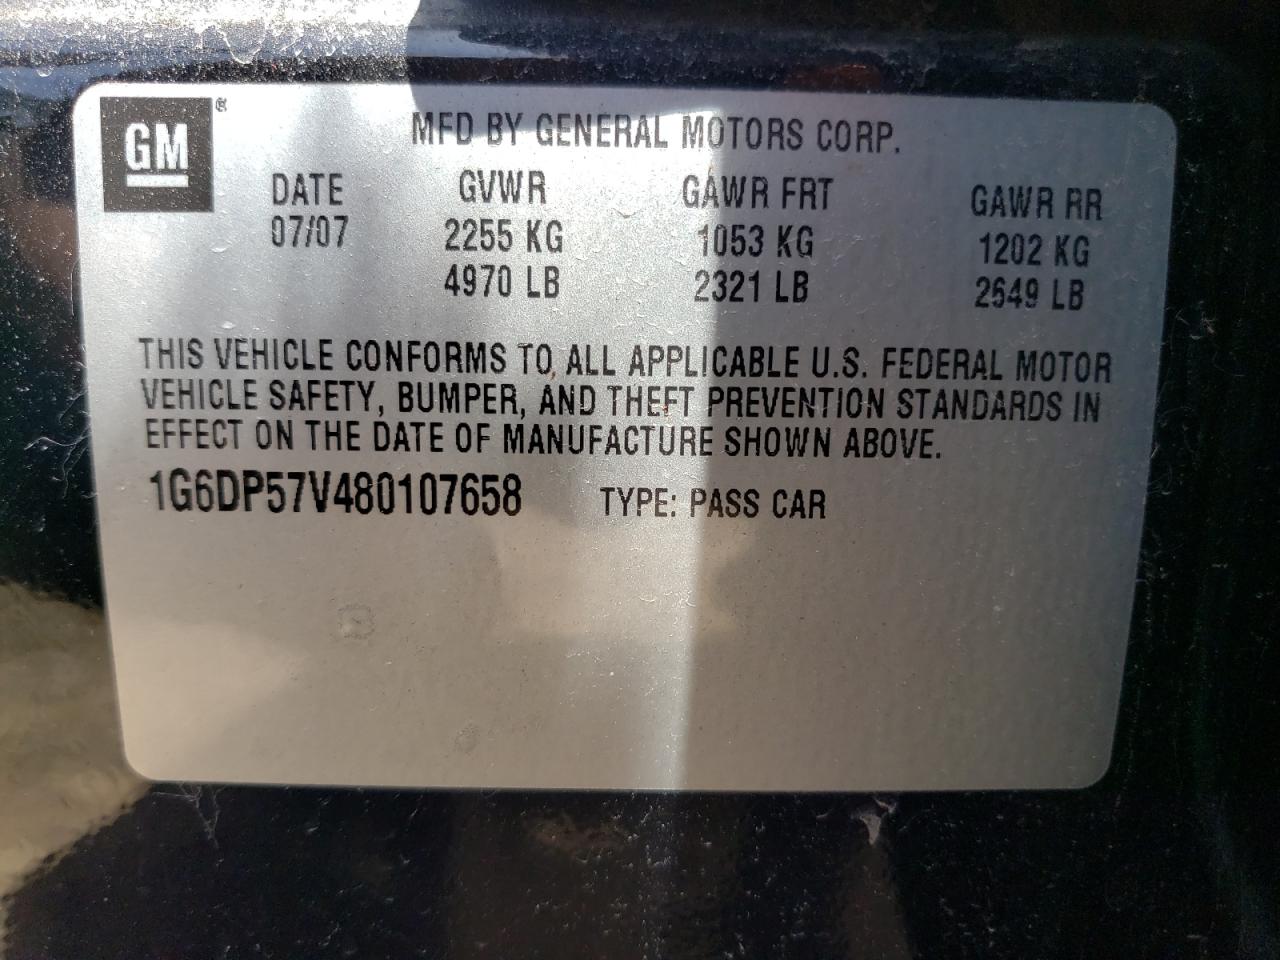 GM®
MFD BY GENERAL MOTORS CORP.
DATE GVWR GAWR FRT GAWR RR
07/07 2255 KG 1053 KG 1202 KG
4970 LB 2321 LB 2649 LB
THIS VEHICLE CONFORMS TO ALL APPLICABLE U.S. FEDERAL MOTOR
VEHICLE SAFETY, BUMPER, AND THEFT PREVENTION STANDARDS IN
EFFECT ON THE DATE OF MANUFACTURE SHOWN ABOVE.
1G6DP57V480107658 TYPE: PASS CAR